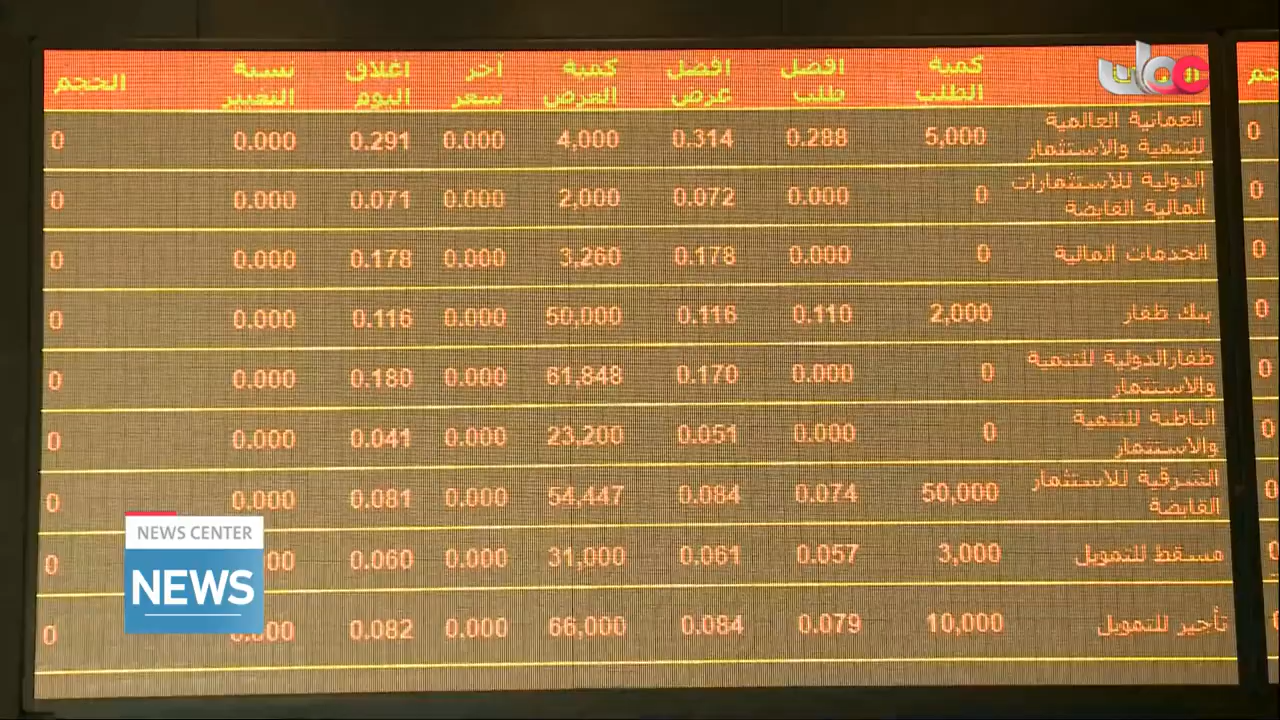 كمية الطلب افضل طلب افضل عرض كمية العرض آخر سعر اغلاق اليوم نسبة التغيير الحجم
العمانية العالمية للتنمية والاستثمار 5,000 0.288 0.314 4,000 0.000 0.291 0.000 0
الدولية للاستثمارات المالية القابضة 0 0.000 0.072 2,000 0.000 0.071 0.000 0
الخدمات المالية 0 0.000 0.178 3,260 0.000 0.178 0.000 0
بنك ظفار 2,000 0.110 0.116 50,000 0.000 0.116 0.000 0
ظفارالدولية للتنمية والاستثمار 0 0.000 0.170 61,848 0.000 0.180 0.000 0
الباطنة للتنمية والاستثمار 0 0.000 0.051 23,200 0.000 0.041 0.000 0
الشرقية للاستثمار القابضة 50,000 0.074 0.084 54,447 0.000 0.081 0.000 0
مسقط للتمويل 3,000 0.057 0.061 31,000 0.000 0.060 0
تأجير للتمويل 10,000 0.079 0.084 66,000 0.000 0.082 0
NEWS CENTER
NEWS